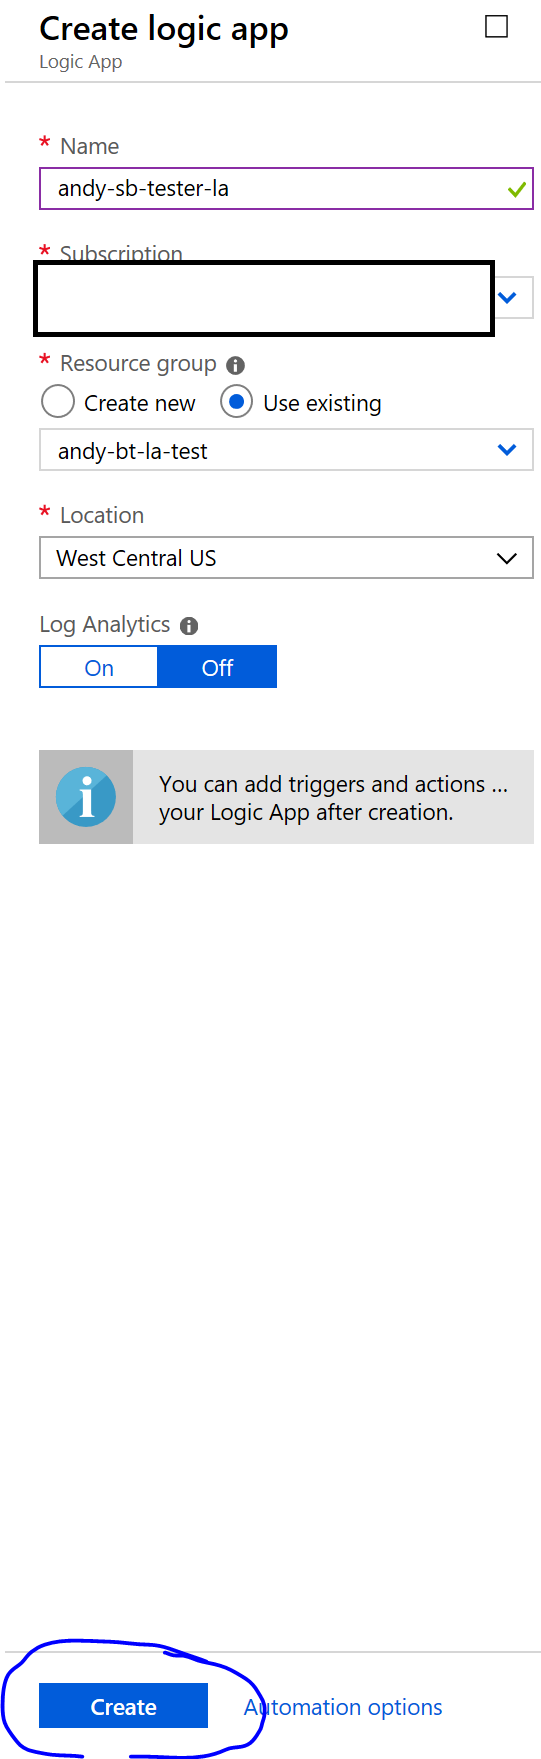 Create logic app
Logic App
* Name
andy-sb-tester-la
* Subscription
* Resource group
Create new Use existing
andy-bt-la-test
* Location
West Central US
Log Analytics
On Off
You can add triggers and actions ...
your Logic App after creation.
Create Automation options